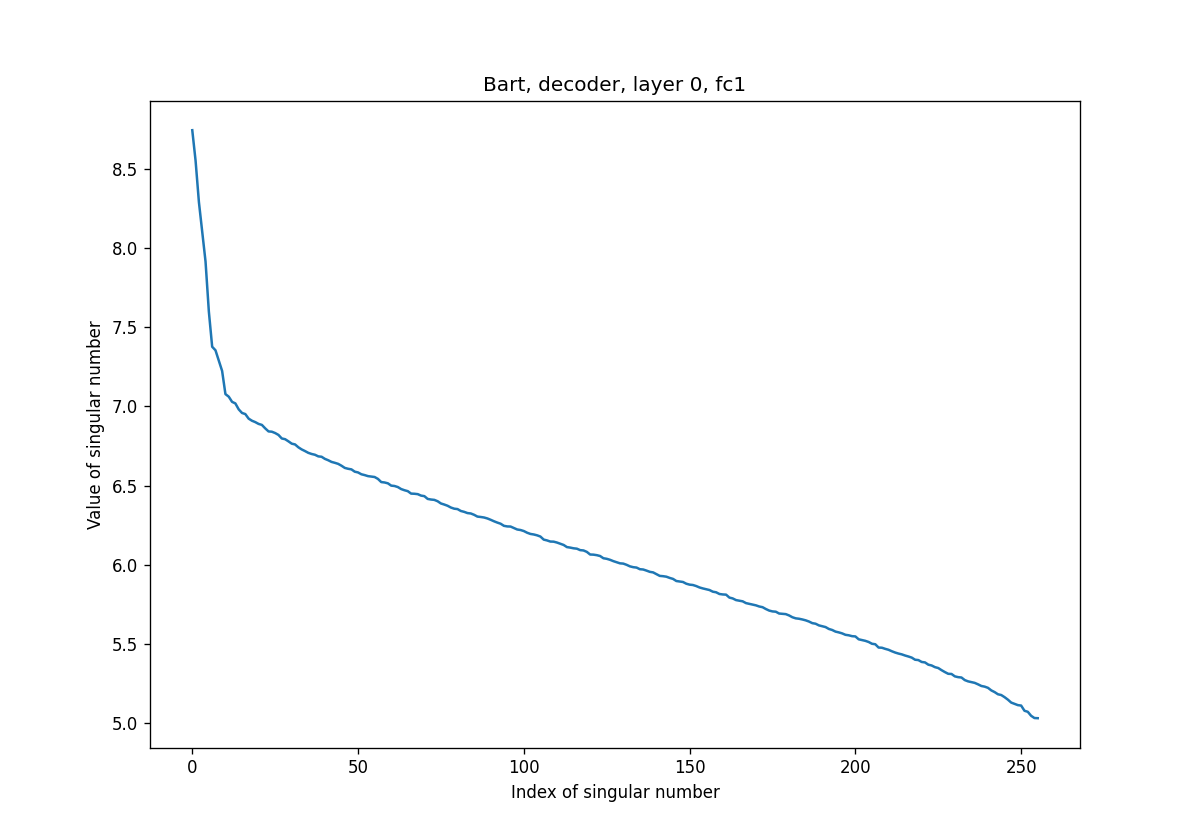 Bart, decoder, layer 0, fc1
Value of singular number
8.5
8.0
7.5
7.0
6.5
6.0
5.5
5.0
0 50 100 150 200 250
Index of singular number